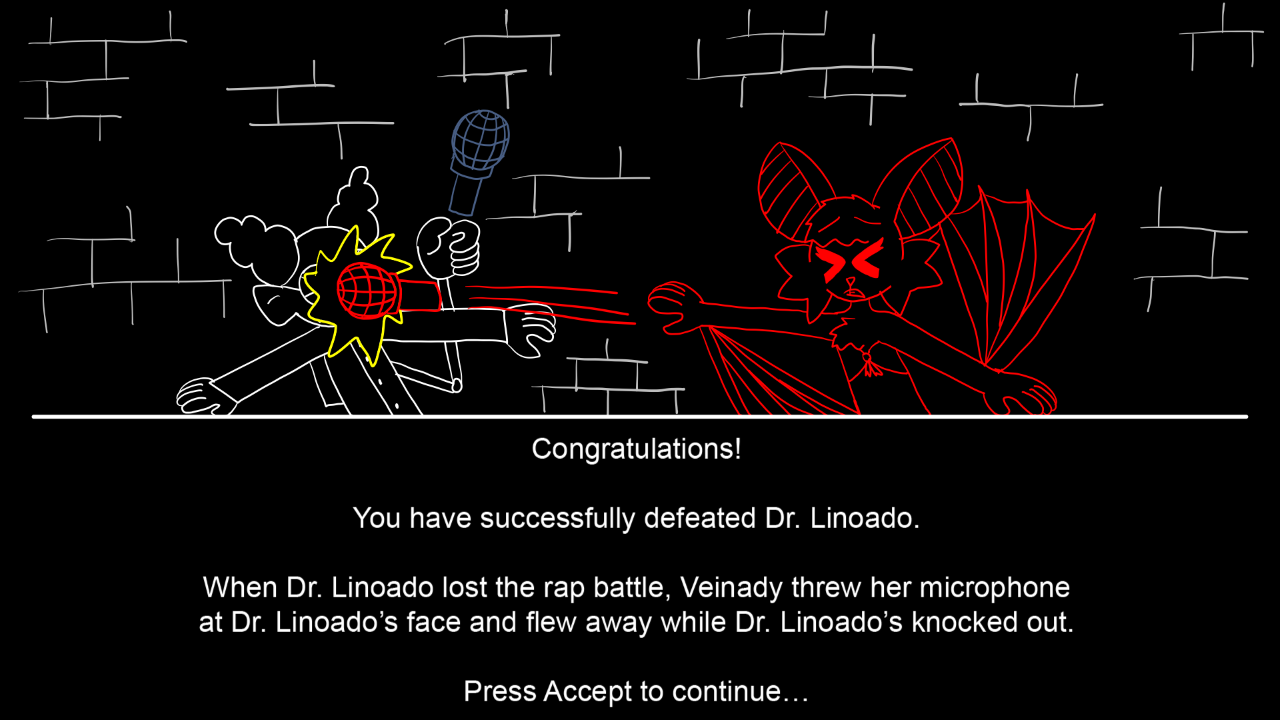 Congratulations!
You have successfully defeated Dr. Linoado.
When Dr. Linoado lost the rap battle, Veinady threw her microphone
at Dr. Linoado’s face and flew away while Dr. Linoado’s knocked out.
Press Accept to continue…